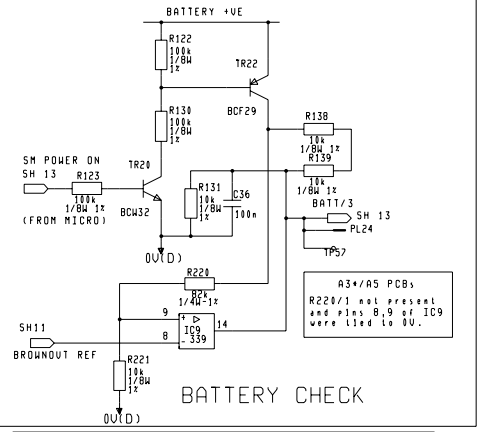 BATTERY +VE
R122
100k
1/8W
1%
TR22
BCF29
R130
100k
1/8W
1%
R138
10k
1/8W 1%
R139
10k
1/8W 1%
SM POWER ON
SH 13
R123
100k
1/8W 1%
(FROM MICRO)
TR20
BCW32
R131
10k
1/8W
1%
C36
100n
BATT/3
SH 13
PL24
TP57
0V(D)
R220
82k
1/4W-1%
A3*/A5 PCBs
R220/1 not present
and pins 8,9 of IC9
were tied to 0V.
9
+
14
IC9
339
8
-
SH11
BROWNOUT REF
R221
10k
1/8W
1%
0V(D)
BATTERY CHECK